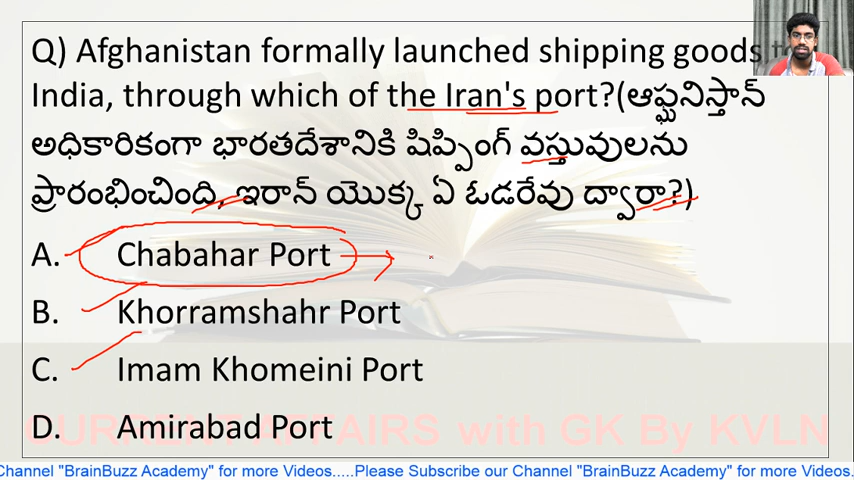 Q) Afghanistan formally launched shipping goods
India, through which of the Iran's port?(ఆఫ్ఘనిస్తాన్
అధికారికంగా భారతదేశానికి షిప్పింగ్ వస్తువులను
ప్రారంభించింది, ఇరాన్ యొక్క ఏ ఓడరేవు ద్వారా?)
A. Chabahar Port
B. Khorramshahr Port
C. Imam Khomeini Port
D. Amirabad Port
CURRENT AFFAIRS with GK By KVLN
Channel "BrainBuzz Academy" for more Videos.....Please Subscribe our Channel "BrainBuzz Academy" for more Videos.